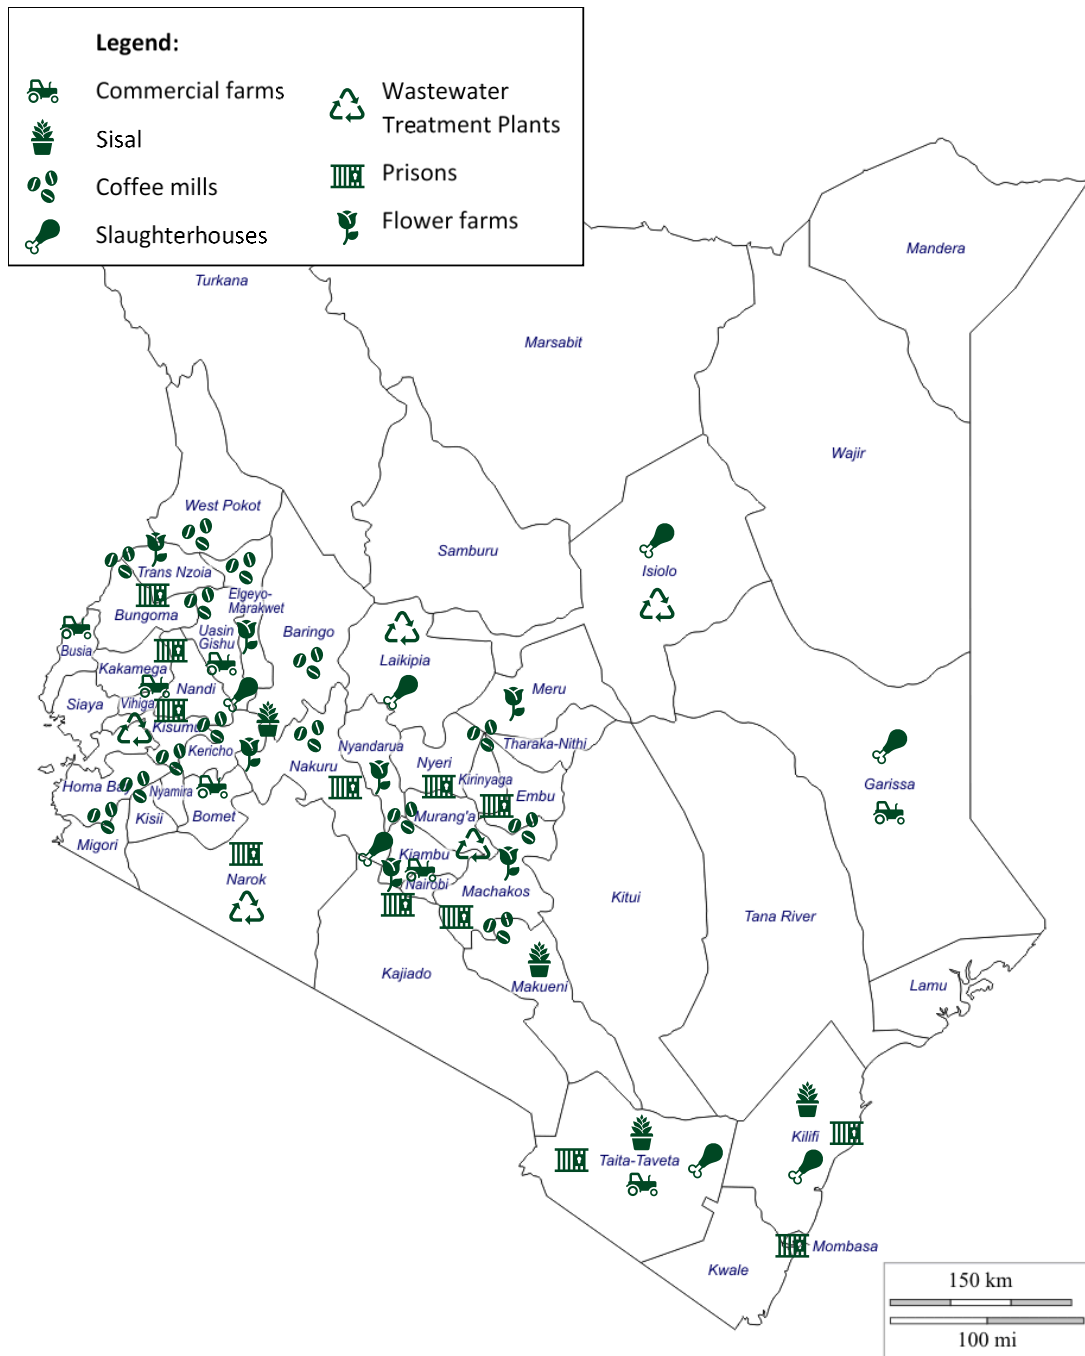 Legend:
Commercial farms
Sisal
Coffee mills
Slaughterhouses
Wastewater
Treatment Plants
Prisons
Flower farms
Turkana
Mandera
Marsabit
Wajir
West Pokot
Samburu
Isiolo
Trans Nzoia
Elgeyo-
Marakwet
Bungoma
Uasin
Gishu
Baringo
Busia
Laikipia
Kakamega
Nandi
Meru
Siaya
Vihiga
Kisumu
Kericho
Nyandarua
Tharaka-Nithi
Nakuru
Nyeri
Kirinyaga
Garissa
Homa Bay
Nyamira
Embu
Kisii
Bomet
Murang'a
Migori
Kiambu
Narok
Nairobi
Machakos
Kitui
Tana River
Kajiado
Makueni
Lamu
Kilifi
Taita-Taveta
Mombasa
Kwale
150 km
100 mi